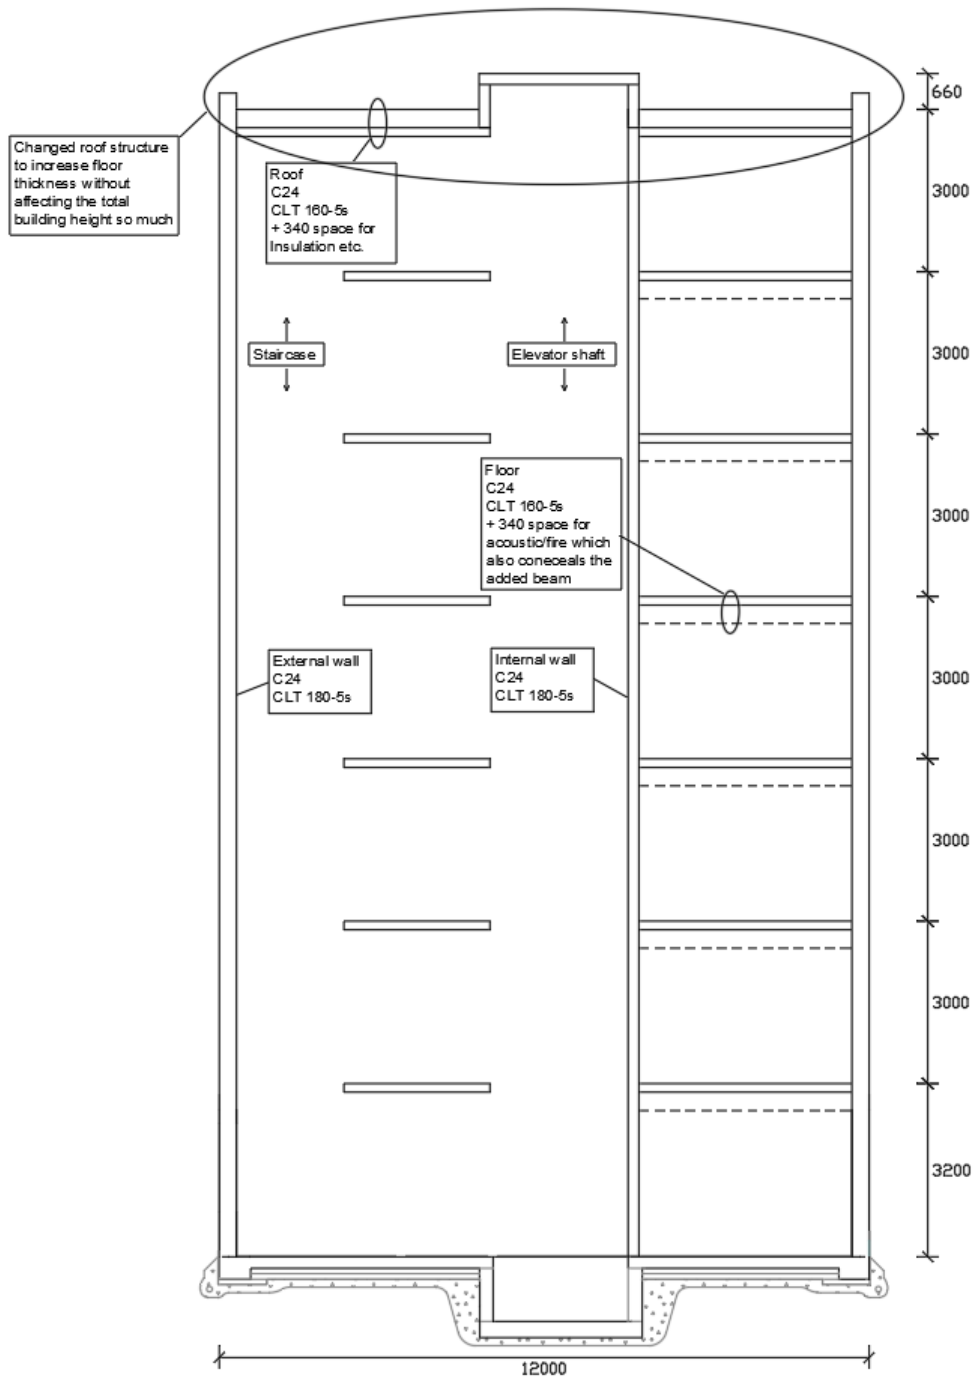 660
Changed roof structure
to increase floor
thickness without
affecting the total
building height so much
Roof
C24
CLT 160-5s
+ 340 space for
Insulation etc.
3000
Staircase
Elevator shaft
3000
Floor
C24
CLT 160-5s
+ 340 space for
acoustic/fire which
also coneceals the
added beam
3000
External wall
C24
CLT 180-5s
Internal wall
C24
CLT 180-5s
3000
3000
3000
3200
12000